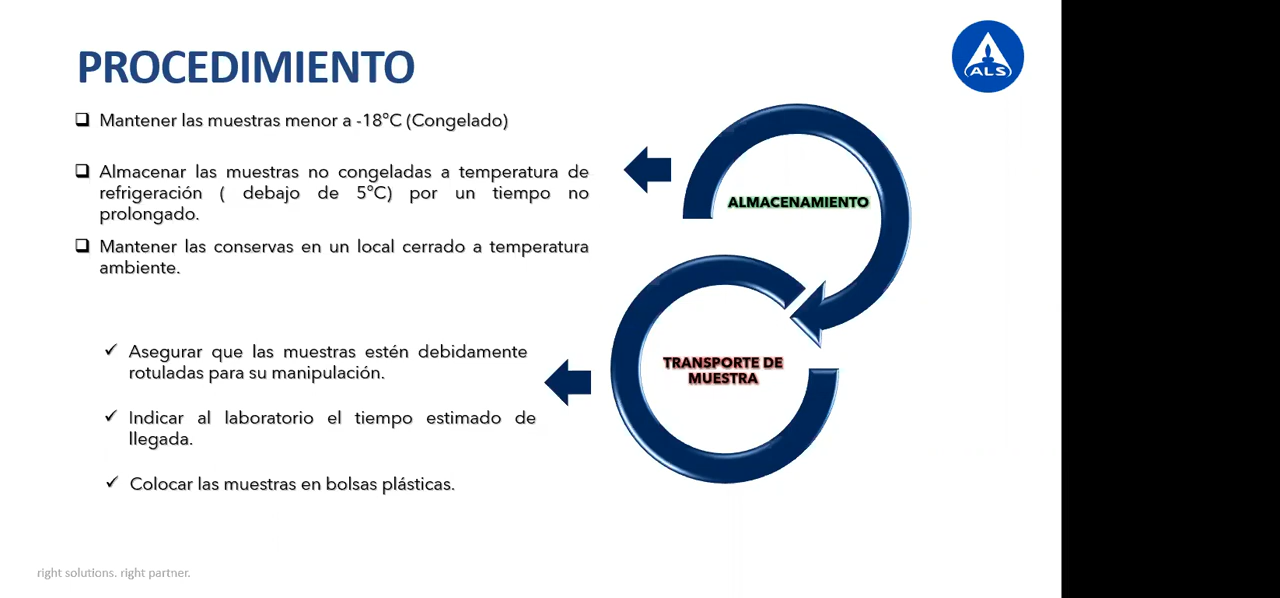 PROCEDIMIENTO
ALS
Mantener las muestras menor a -18°C (Congelado)
Almacenar las muestras no congeladas a temperatura de
refrigeración ( debajo de 5°C) por un tiempo no
prolongado.
Mantener las conservas en un local cerrado a temperatura
ambiente.
ALMACENAMIENTO
Asegurar que las muestras estén debidamente
rotuladas para su manipulación.
Indicar al laboratorio el tiempo estimado de
llegada.
Colocar las muestras en bolsas plásticas.
TRANSPORTE DE
MUESTRA
right solutions. right partner.